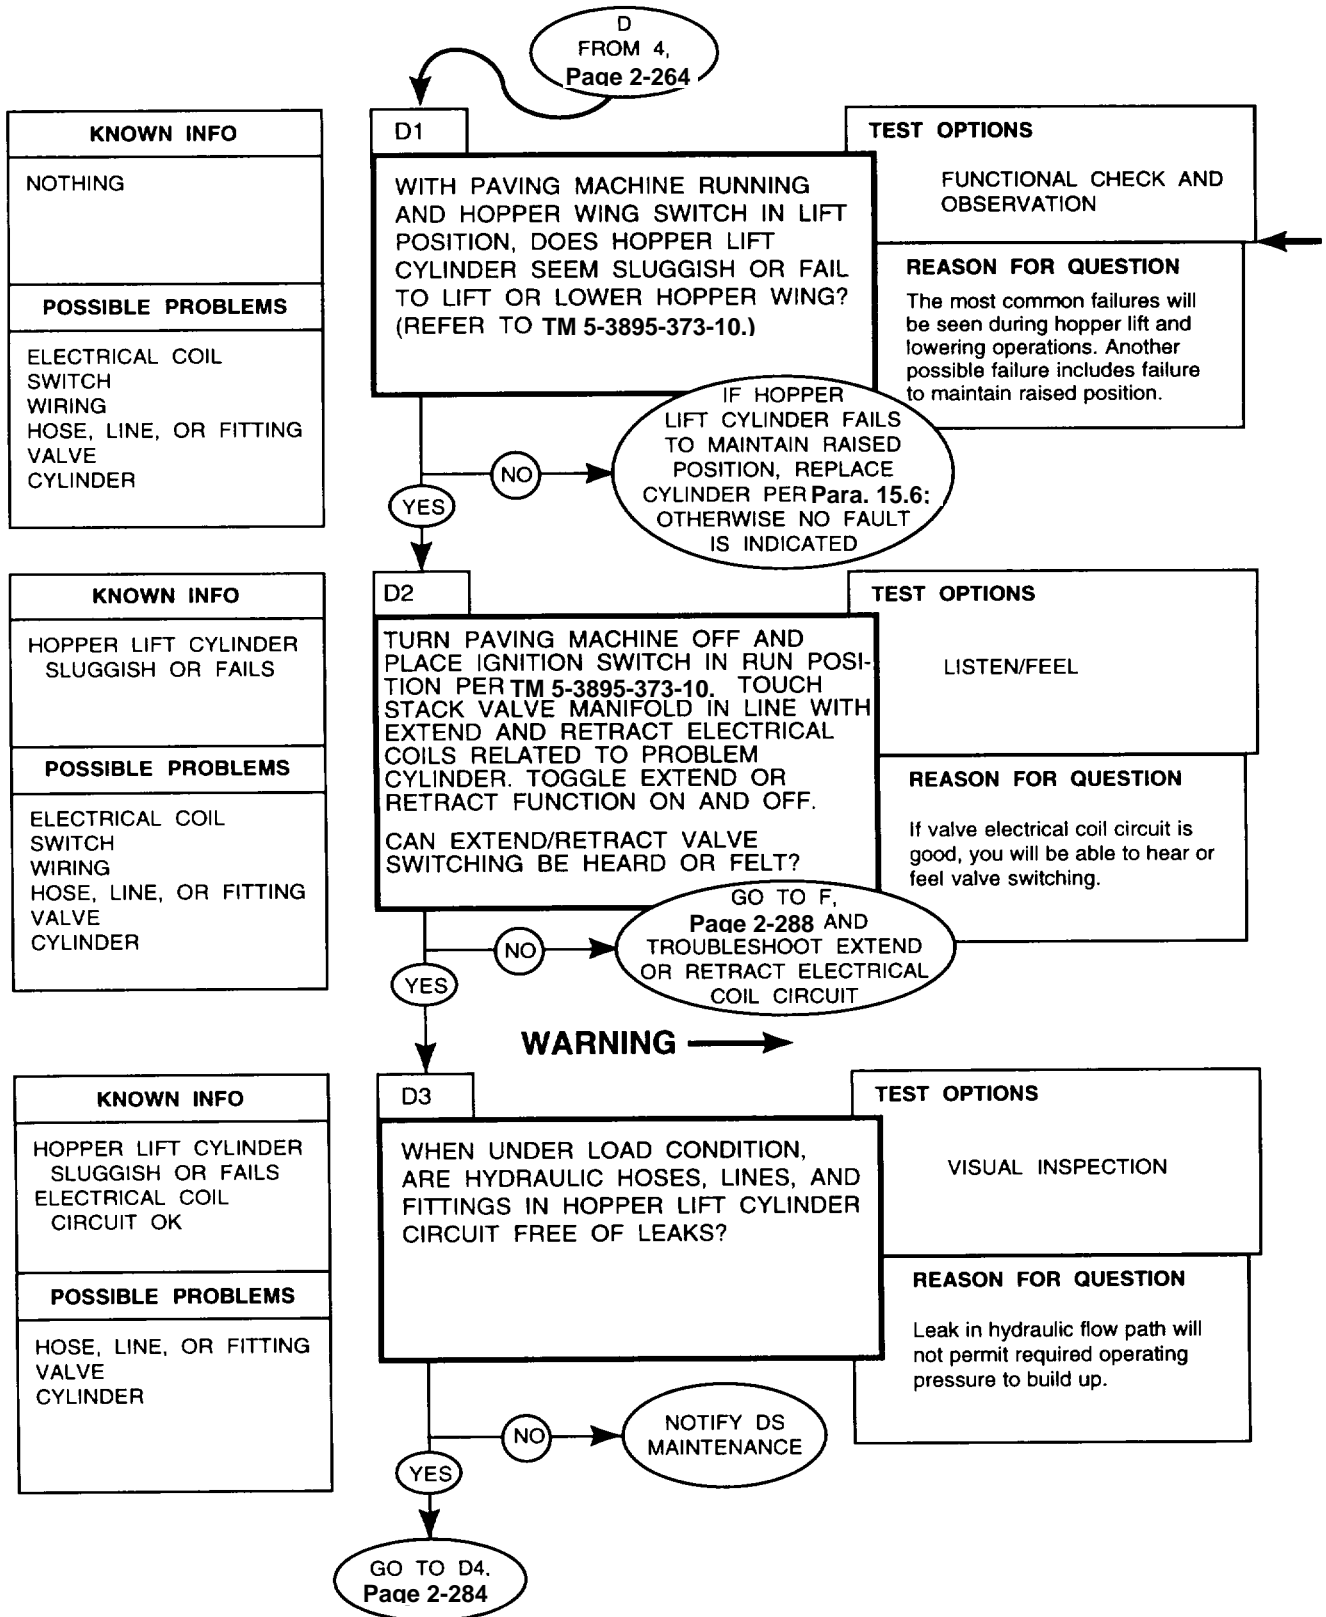 D
FROM 4,
Page 2-264
KNOWN INFO
NOTHING
POSSIBLE PROBLEMS
ELECTRICAL COIL
SWITCH
WIRING
HOSE, LINE, OR FITTING
VALVE
CYLINDER
D1
WITH PAVING MACHINE RUNNING
AND HOPPER WING SWITCH IN LIFT
POSITION, DOES HOPPER LIFT
CYLINDER SEEM SLUGGISH OR FAIL
TO LIFT OR LOWER HOPPER WING?
(REFER TO TM 5-3895-373-10.)
TEST OPTIONS
FUNCTIONAL CHECK AND
OBSERVATION
REASON FOR QUESTION
The most common failures will
be seen during hopper lift and
lowering operations. Another
possible failure includes failure
to maintain raised position.
NO
IF HOPPER
LIFT CYLINDER FAILS
TO MAINTAIN RAISED
POSITION, REPLACE
CYLINDER PER Para. 15.6:
OTHERWISE NO FAULT
IS INDICATED
YES
KNOWN INFO
HOPPER LIFT CYLINDER
SLUGGISH OR FAILS
POSSIBLE PROBLEMS
ELECTRICAL COIL
SWITCH
WIRING
HOSE, LINE, OR FITTING
VALVE
CYLINDER
D2
TURN PAVING MACHINE OFF AND
PLACE IGNITION SWITCH IN RUN POSI-
TION PER TM 5-3895-373-10. TOUCH
STACK VALVE MANIFOLD IN LINE WITH
EXTEND AND RETRACT ELECTRICAL
COILS RELATED TO PROBLEM
CYLINDER. TOGGLE EXTEND OR
RETRACT FUNCTION ON AND OFF.
CAN EXTEND/RETRACT VALVE
SWITCHING BE HEARD OR FELT?
TEST OPTIONS
LISTEN/FEEL
REASON FOR QUESTION
If valve electrical coil circuit is
good, you will be able to hear or
feel valve switching.
NO
GO TO F,
Page 2-288 AND
TROUBLESHOOT EXTEND
OR RETRACT ELECTRICAL
COIL CIRCUIT
YES
WARNING
KNOWN INFO
HOPPER LIFT CYLINDER
SLUGGISH OR FAILS
ELECTRICAL COIL
CIRCUIT OK
POSSIBLE PROBLEMS
HOSE, LINE, OR FITTING
VALVE
CYLINDER
D3
WHEN UNDER LOAD CONDITION,
ARE HYDRAULIC HOSES, LINES, AND
FITTINGS IN HOPPER LIFT CYLINDER
CIRCUIT FREE OF LEAKS?
TEST OPTIONS
VISUAL INSPECTION
REASON FOR QUESTION
Leak in hydraulic flow path will
not permit required operating
pressure to build up.
NO
NOTIFY DS
MAINTENANCE
YES
GO TO D4,
Page 2-284